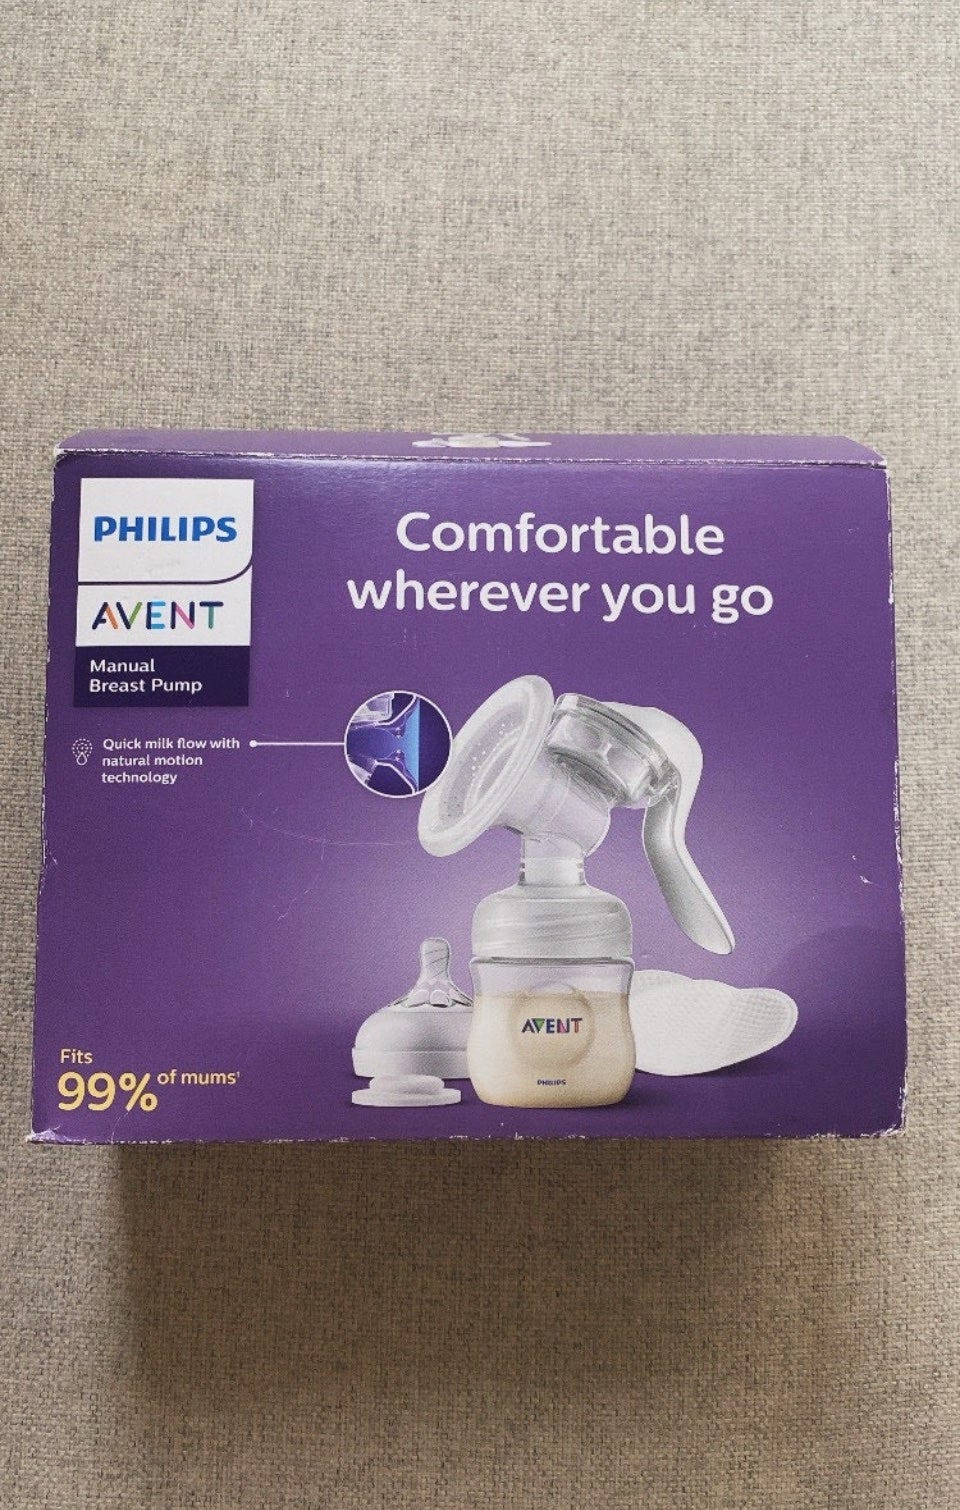 PHILIPS
AVENT
Manual
Breast Pump
Comfortable
wherever you go
Quick milk flow with
natural motion
technology
AVENT
PHILIPS
Fits
99% of mums¹